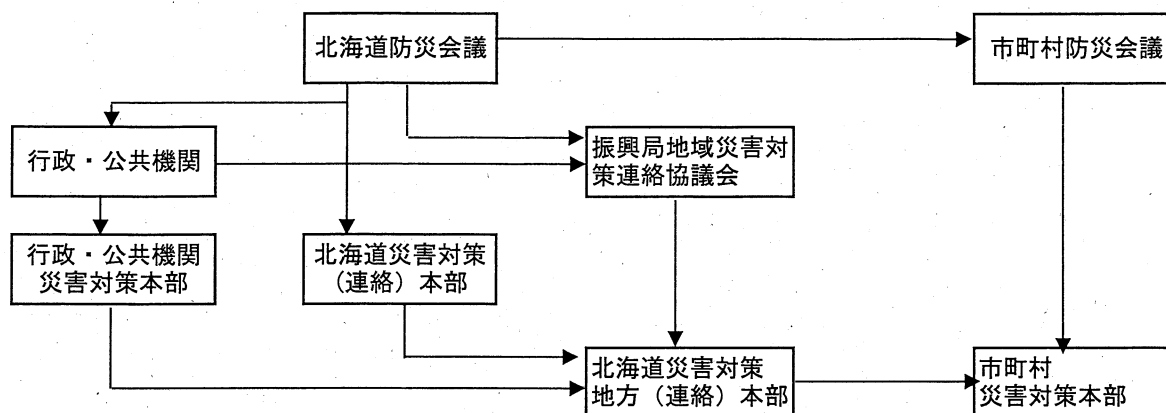 北海道防災会議
市町村防災会議
行政・公共機関
振興局地域災害対
策連絡協議会
行政・公共機関
災害対策本部
北海道災害対策
（連絡）本部
北海道災害対策
地方（連絡）本部
市町村
災害対策本部